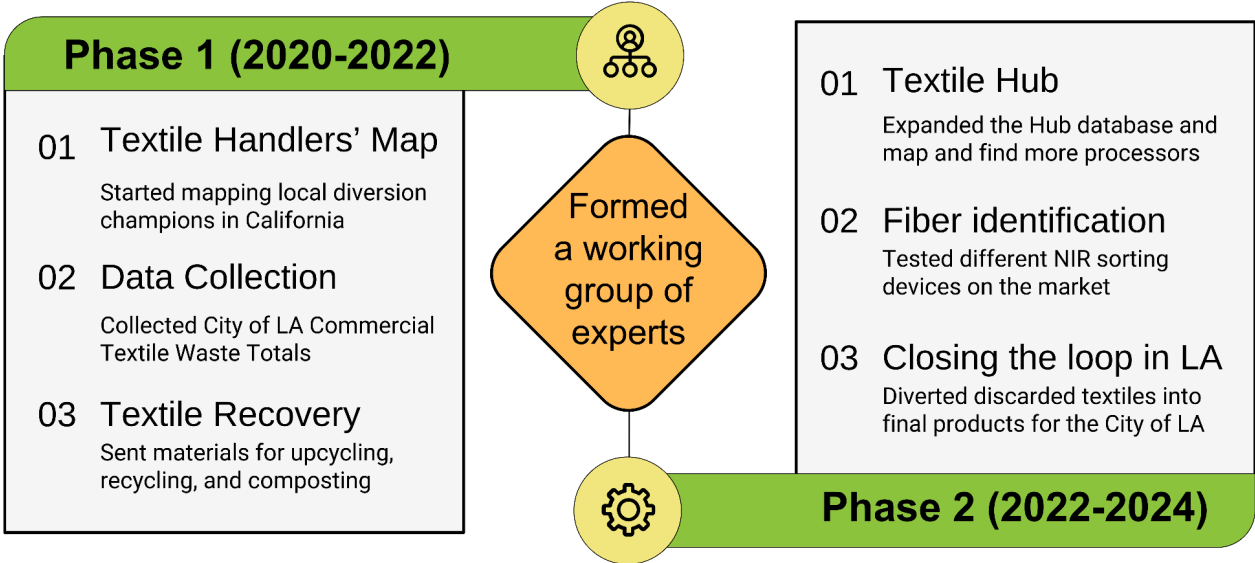 Phase 1 (2020-2022)
01 Textile Handlers’ Map
Started mapping local diversion
champions in California
02 Data Collection
Collected City of LA Commercial
Textile Waste Totals
03 Textile Recovery
Sent materials for upcycling,
recycling, and composting
Formed
a working
group of
experts
01 Textile Hub
Expanded the Hub database and
map and find more processors
02 Fiber identification
Tested different NIR sorting
devices on the market
03 Closing the loop in LA
Diverted discarded textiles into
final products for the City of LA
Phase 2 (2022-2024)